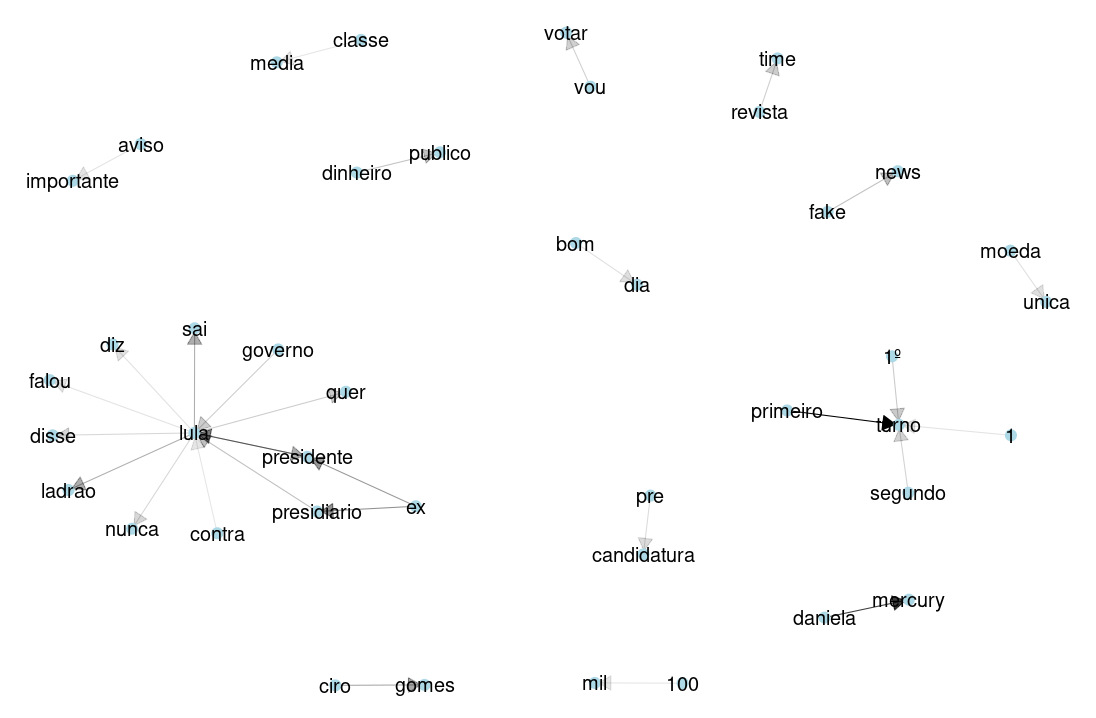 votar
classe
time
media
vou
revista
aviso
publico
news
dinheiro
importante
fake
bom
moeda
dia
unica
sai
diz
governo
1º
falou
quer
primeiro
turno
lula
disse
1
presidente
ladrao
segundo
pre
ex
presidiario
nunca
contra
candidatura
mercury
daniela
mil
100
ciro
gomes